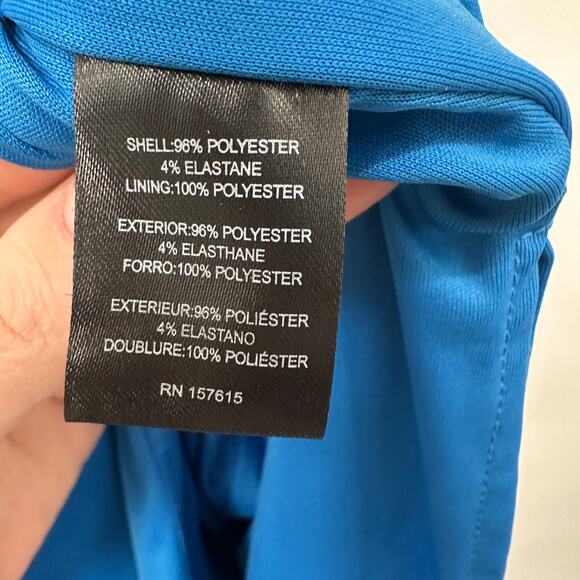 SHELL:96% POLYESTER
4% ELASTANE
LINING:100% POLYESTER
EXTERIOR:96% POLYESTER
4% ELASTHANE
FORRO:100% POLYESTER
EXTERIEUR:96% POLIÉSTER
4% ELASTANO
DOUBLURE:100% POLIÉSTER
RN 157615